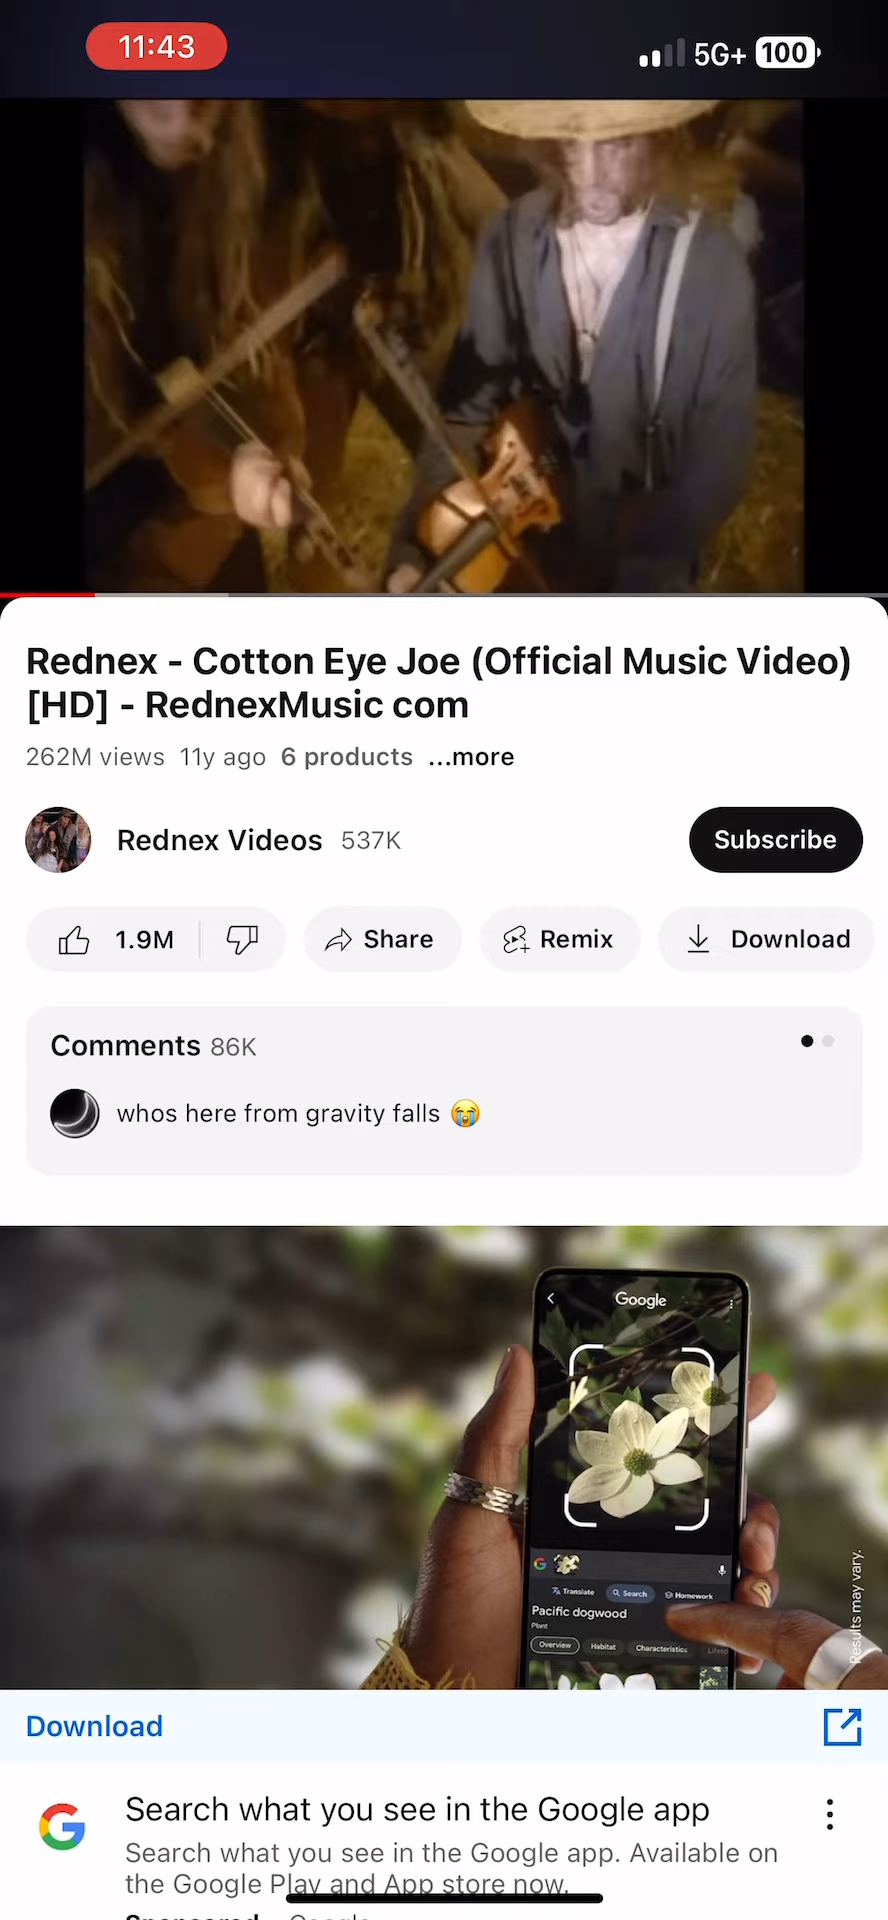 11:43
5G+ 100
Rednex - Cotton Eye Joe (Official Music Video)
[HD] - RednexMusic com
262M views 11y ago 6 products ...more
Rednex Videos 537K
Subscribe
1.9M
Share
Remix
Download
Comments 86K
whos here from gravity falls 😭
Google
Translate
Search
Homework
Pacific dogwood
Plant
Overview
Habitat
Characteristics
Results may vary.
Download
Search what you see in the Google app
Search what you see in the Google app. Available on
the Google Play and App store now.
Sponsored · Google